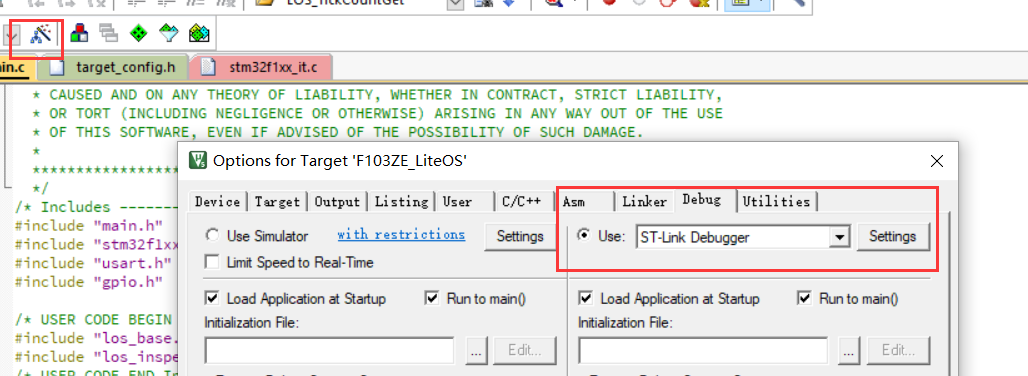 LOS_TickCountGet
ain.c
target_config.h
stm32f1xx_it.c
* CAUSED AND ON ANY THEORY OF LIABILITY, WHETHER IN CONTRACT, STRICT LIABILITY,
* OR TORT (INCLUDING NEGLIGENCE OR OTHERWISE) ARISING IN ANY WAY OUT OF THE USE
* OF THIS SOFTWARE, EVEN IF ADVISED OF THE POSSIBILITY OF SUCH DAMAGE.
*
******************
*/
/* Includes --------
#include "main.h"
#include "stm32f1xx
#include "usart.h"
#include "gpio.h"
/* USER CODE BEGIN
#include "los_base.
#include "los_inspe
/* USER CODE END In
Options for Target 'F103ZE_LiteOS'
Device Target Output Listing User C/C++ Asm Linker Debug Utilities
Use Simulator with restrictions Settings
Use: ST-Link Debugger Settings
Limit Speed to Real-Time
Load Application at Startup Run to main()
Load Application at Startup Run to main()
Initialization File:
Initialization File:
... Edit...
... Edit...